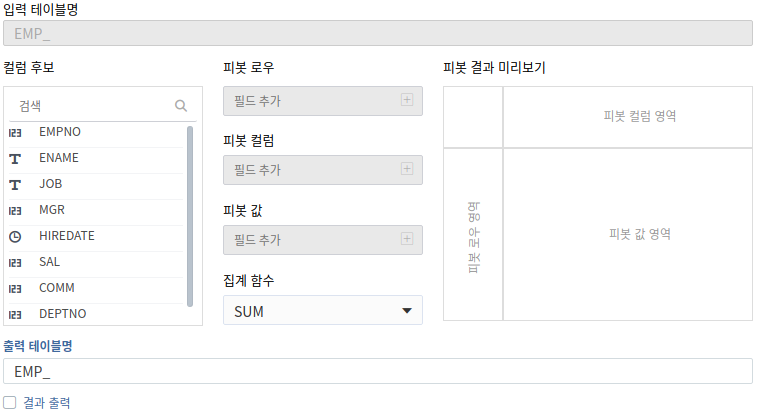 입력 테이블명
EMP_
컬럼 후보
검색
123 EMPNO
T ENAME
T JOB
123 MGR
HIREDATE
123 SAL
123 COMM
123 DEPTNO
피봇 로우
필드 추가
피봇 컬럼
필드 추가
피봇 값
필드 추가
집계 함수
SUM
피봇 결과 미리보기
피봇 컬럼 영역
피봇 로우 영역
피봇 값 영역
출력 테이블명
EMP_
결과 출력